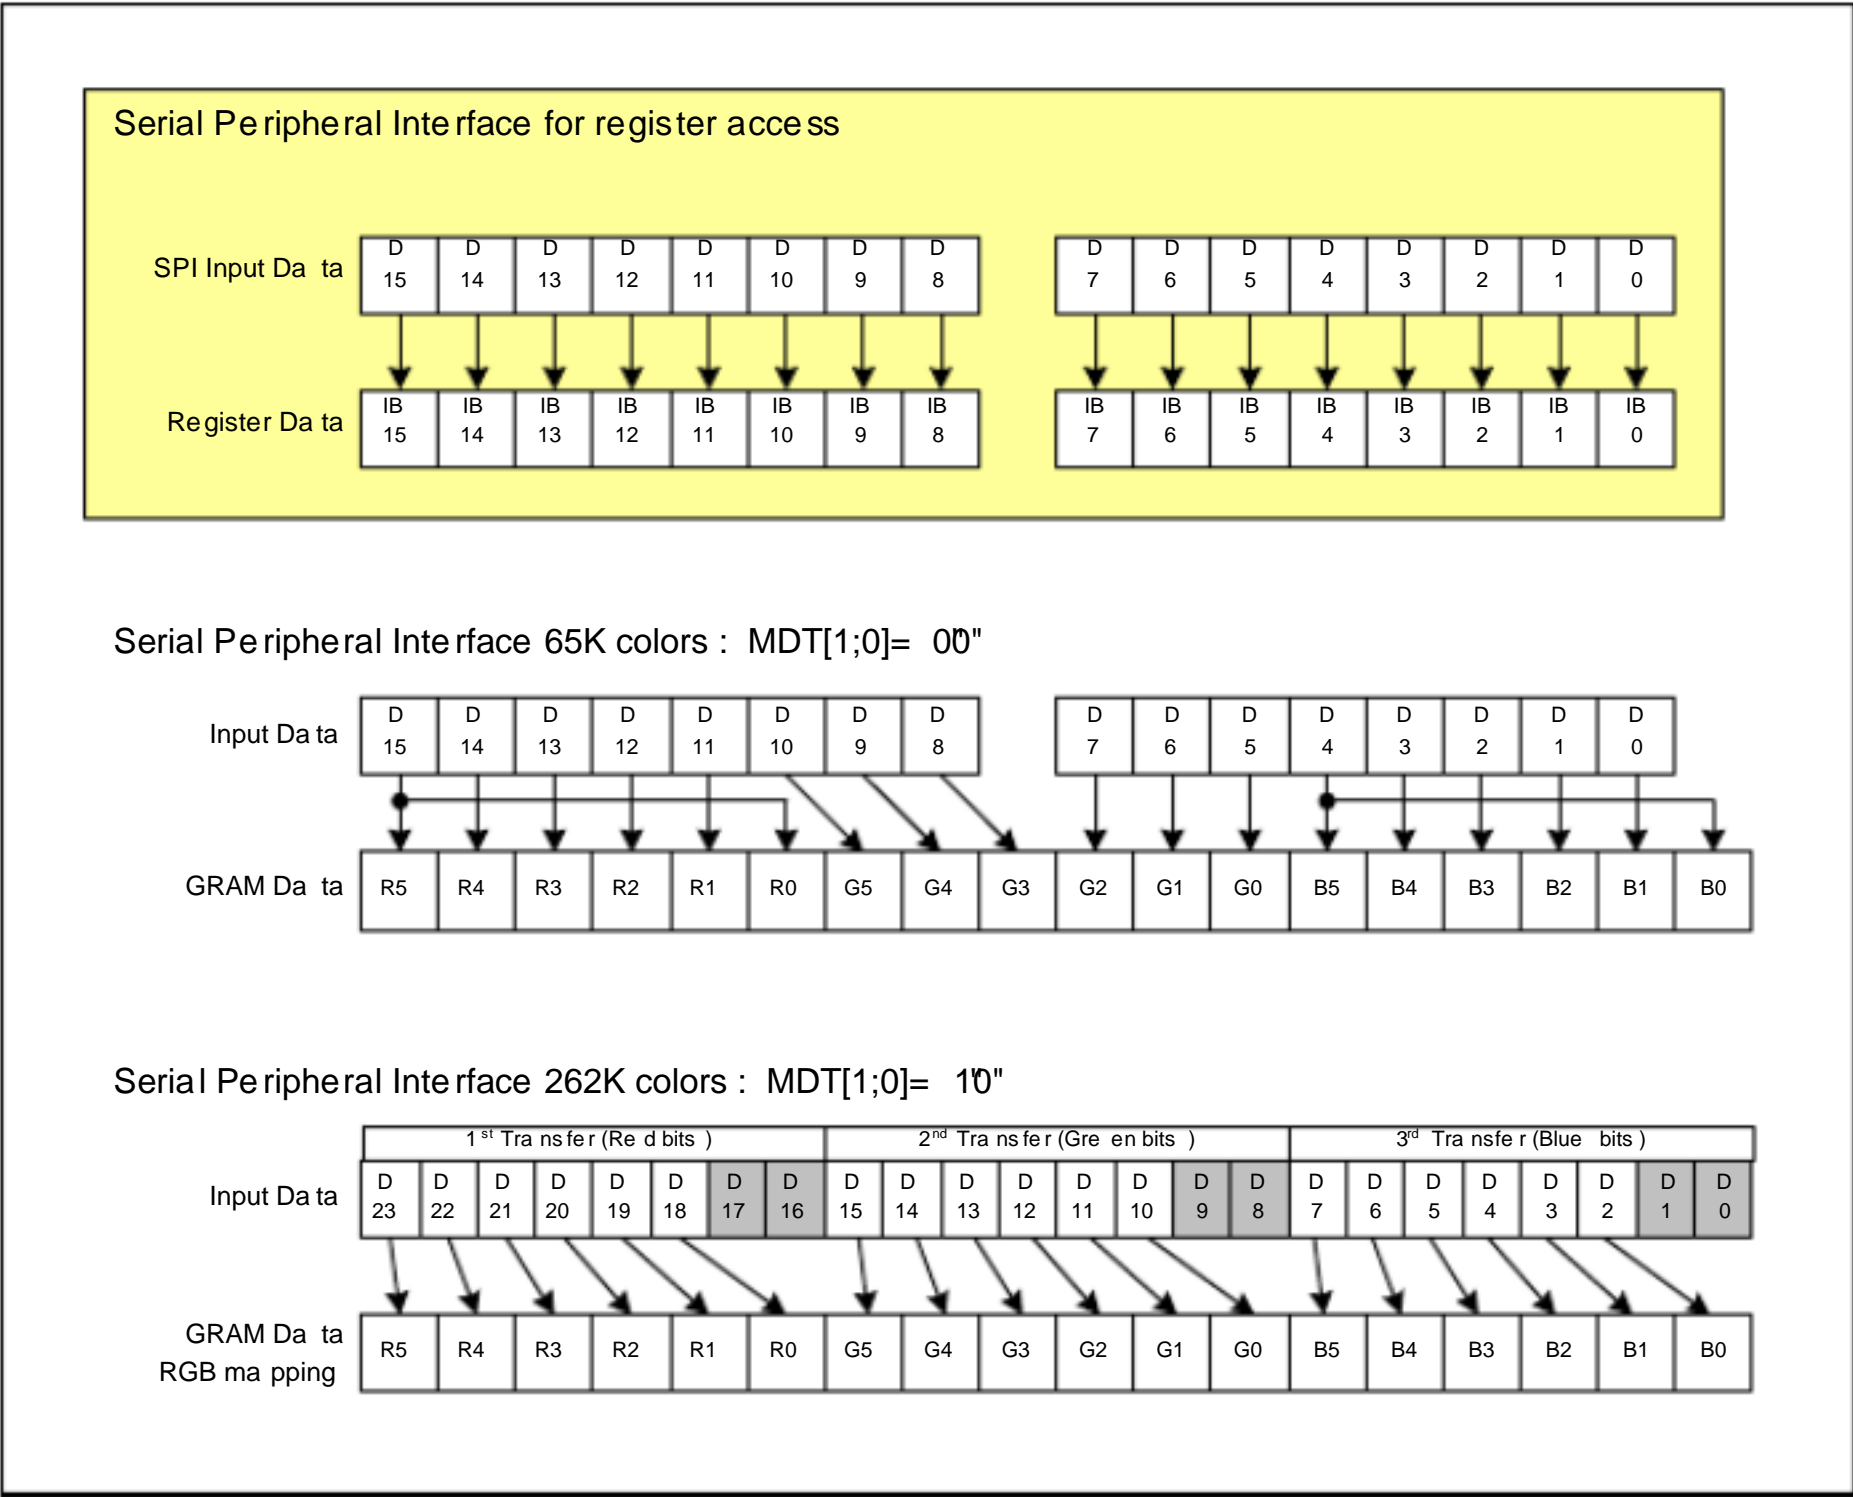 Serial Peripheral Interface for register access
SPI Input Data
D D D D D D D D D D D D D D D D
15 14 13 12 11 10 9 8 7 6 5 4 3 2 1 0
Register Data
IB IB IB IB IB IB IB IB IB IB IB IB IB IB IB IB
15 14 13 12 11 10 9 8 7 6 5 4 3 2 1 0
Serial Peripheral Interface 65K colors : MDT[1;0]= "00"
Input Data
D D D D D D D D D D D D D D D D
15 14 13 12 11 10 9 8 7 6 5 4 3 2 1 0
GRAM Data
R5 R4 R3 R2 R1 R0 G5 G4 G3 G2 G1 G0 B5 B4 B3 B2 B1 B0
Serial Peripheral Interface 262K colors : MDT[1;0]= "10"
1st Transfer (Red bits) 2nd Transfer (Green bits) 3rd Transfer (Blue bits)
Input Data
D D D D D D D D D D D D D D D D D D D D D D D D
23 22 21 20 19 18 17 16 15 14 13 12 11 10 9 8 7 6 5 4 3 2 1 0
GRAM Data
RGB mapping
R5 R4 R3 R2 R1 R0 G5 G4 G3 G2 G1 G0 B5 B4 B3 B2 B1 B0